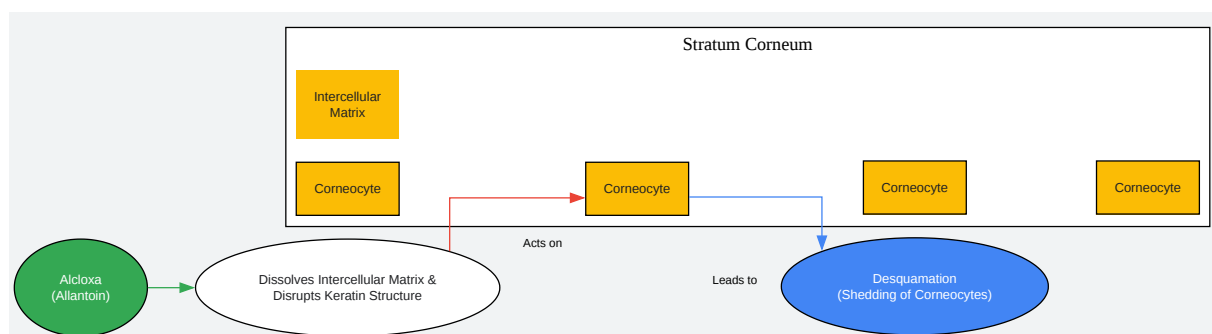 Stratum Corneum
Intercellular
Matrix
Corneocyte
Corneocyte
Corneocyte
Corneocyte
Acts on
Alcloxa
(Allantoin)
Dissolves Intercellular Matrix &
Disrupts Keratin Structure
Leads to
Desquamation
(Shedding of Corneocytes)